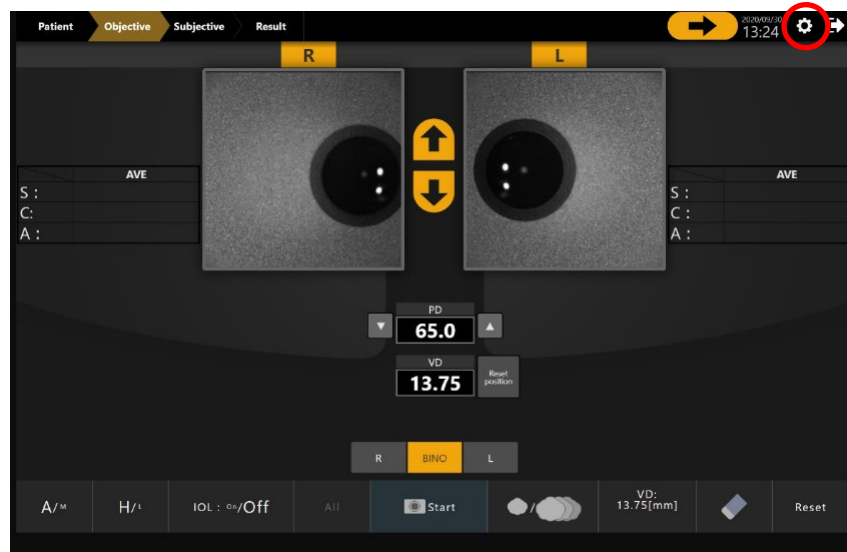 Patient Objective Subjective Result
2020/09/30
13:24
R L
AVE
S :
C:
A :
AVE
S :
C :
A :
PD
65.0
VD
13.75
Reset
position
R BINO L
A/M H/L IOL : On/Off All Start / VD:
13.75[mm] Reset